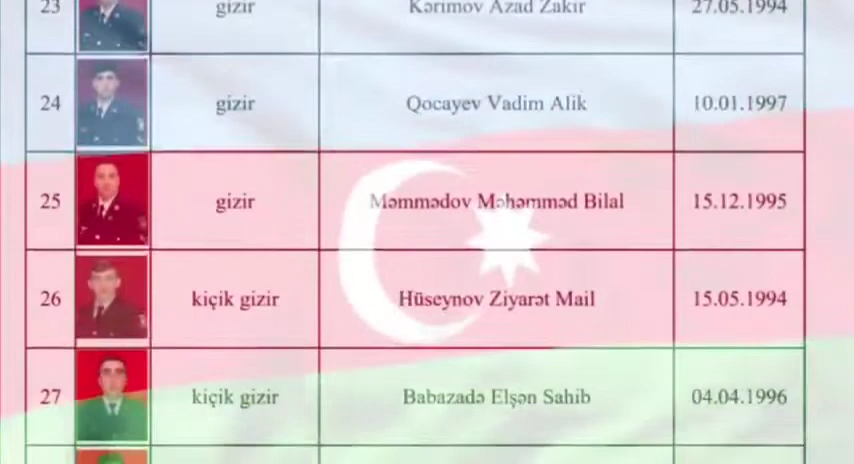 23 gizir Kərimov Azad Zakir 27.05.1994
24 gizir Qocayev Vadim Alik 10.01.1997
25 gizir Məmmədov Məhəmməd Bilal 15.12.1995
26 kiçik gizir Hüseynov Ziyarət Mail 15.05.1994
27 kiçik gizir Babazadə Elşən Sahib 04.04.1996